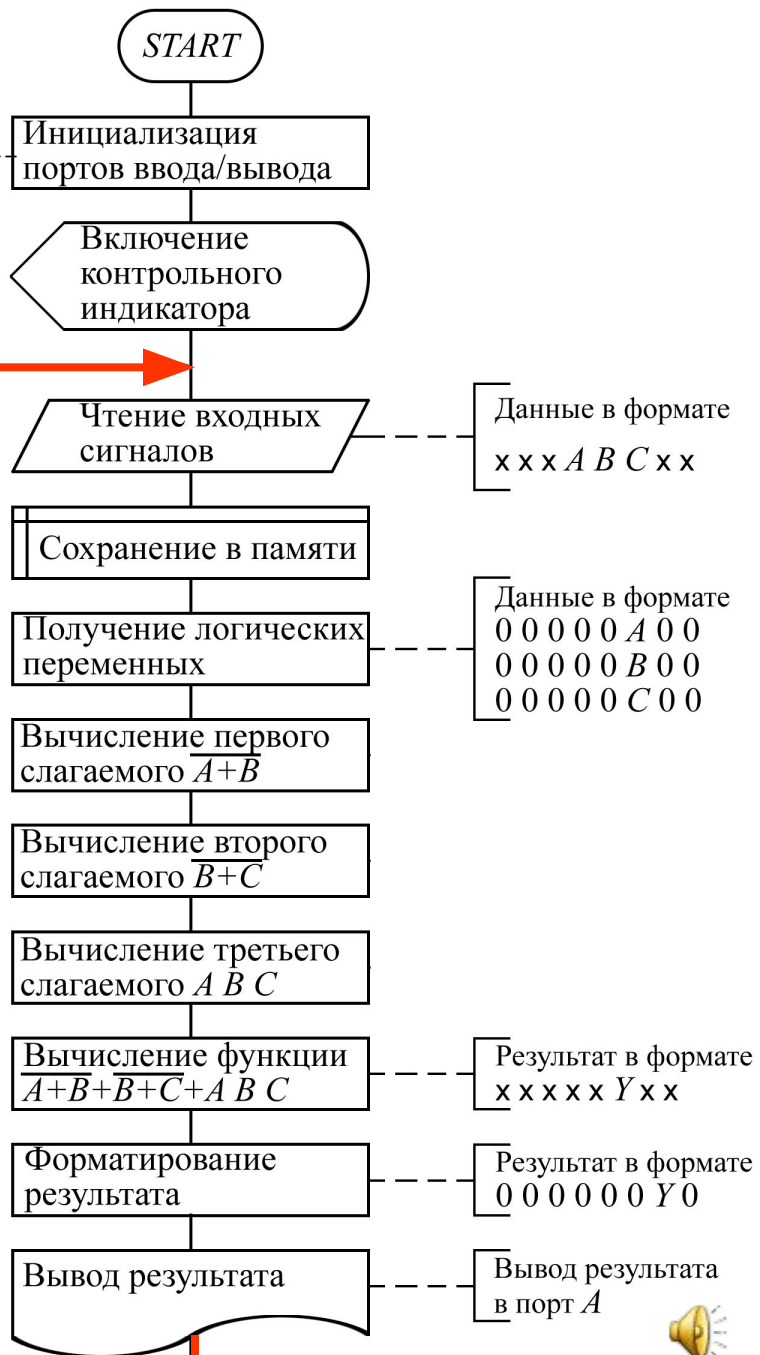 START
Инициализация
портов ввода/вывода
Включение
контрольного
индикатора
Чтение входных
сигналов
Данные в формате
x x x A B C x x
Сохранение в памяти
Получение логических
переменных
Данные в формате
0 0 0 0 0 A 0 0
0 0 0 0 0 B 0 0
0 0 0 0 0 C 0 0
Вычисление первого
слагаемого A+B
Вычисление второго
слагаемого B+C
Вычисление третьего
слагаемого A B C
Вычисление функции
A+B+B+C+A B C
Результат в формате
x x x x x Y x x
Форматирование
результата
Результат в формате
0 0 0 0 0 0 Y 0
Вывод результата
Вывод результата
в порт A